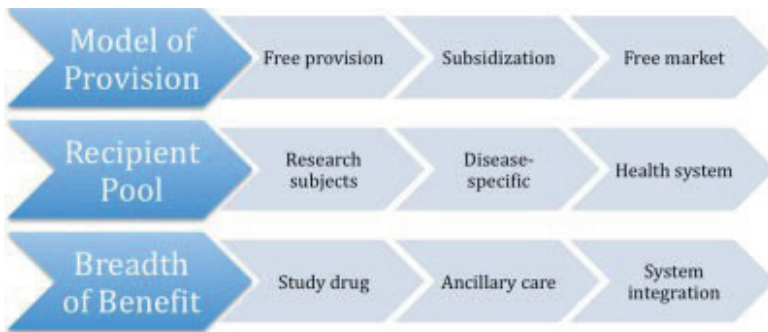 Model of
Provision
Free provision
Subsidization
Free market
Recipient
Pool
Research
subjects
Disease-
specific
Health system
Breadth
of Benefit
Study drug
Ancillary care
System
integration